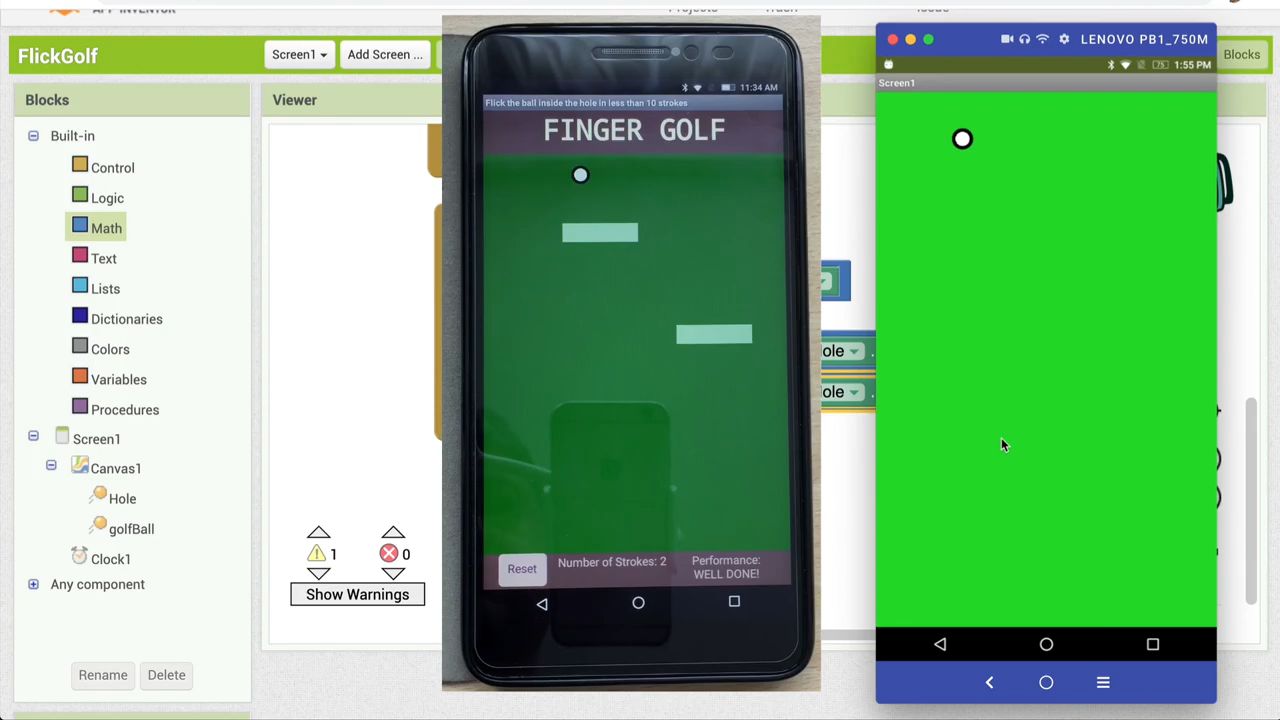 FlickGolf
Screen1
Add Screen ...
Blocks
Blocks
Viewer
Built-in
Control
Logic
Math
Text
Lists
Dictionaries
Colors
Variables
Procedures
Screen1
Canvas1
Hole
golfBall
Clock1
Any component
Rename
Delete
1
0
Show Warnings
11:34 AM
Flick the ball inside the hole in less than 10 strokes
FINGER GOLF
Reset
Number of Strokes: 2
Performance:
WELL DONE!
ole
ole
LENOVO PB1_750M
1:55 PM
Screen1